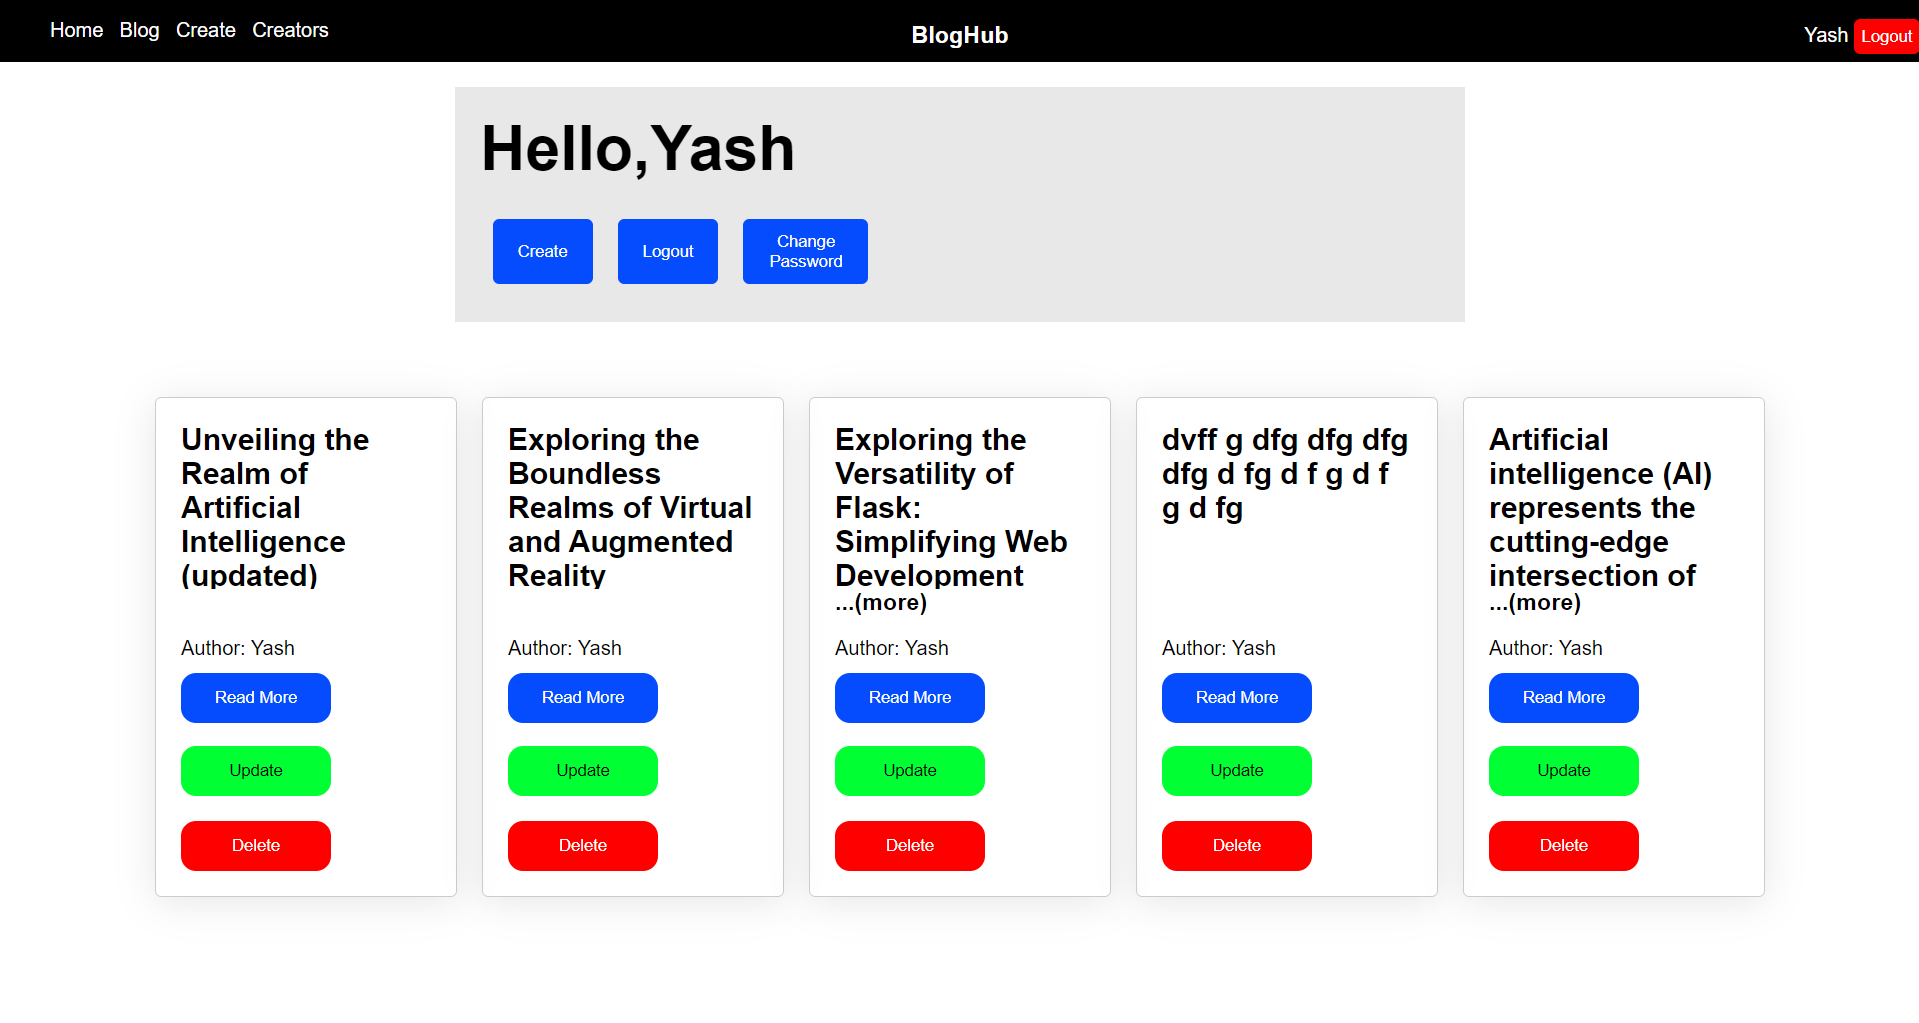 Home Blog Create Creators
BlogHub
Yash Logout
Hello,Yash
Create
Logout
Change
Password
Unveiling the
Realm of
Artificial
Intelligence
(updated)
Author: Yash
Read More
Update
Delete
Exploring the
Boundless
Realms of Virtual
and Augmented
Reality
Author: Yash
Read More
Update
Delete
Exploring the
Versatility of
Flask:
Simplifying Web
Development
...(more)
Author: Yash
Read More
Update
Delete
dvff g dfg dfg dfg
dfg d fg d f g d f
g d fg
Author: Yash
Read More
Update
Delete
Artificial
intelligence (AI)
represents the
cutting-edge
intersection of
...(more)
Author: Yash
Read More
Update
Delete